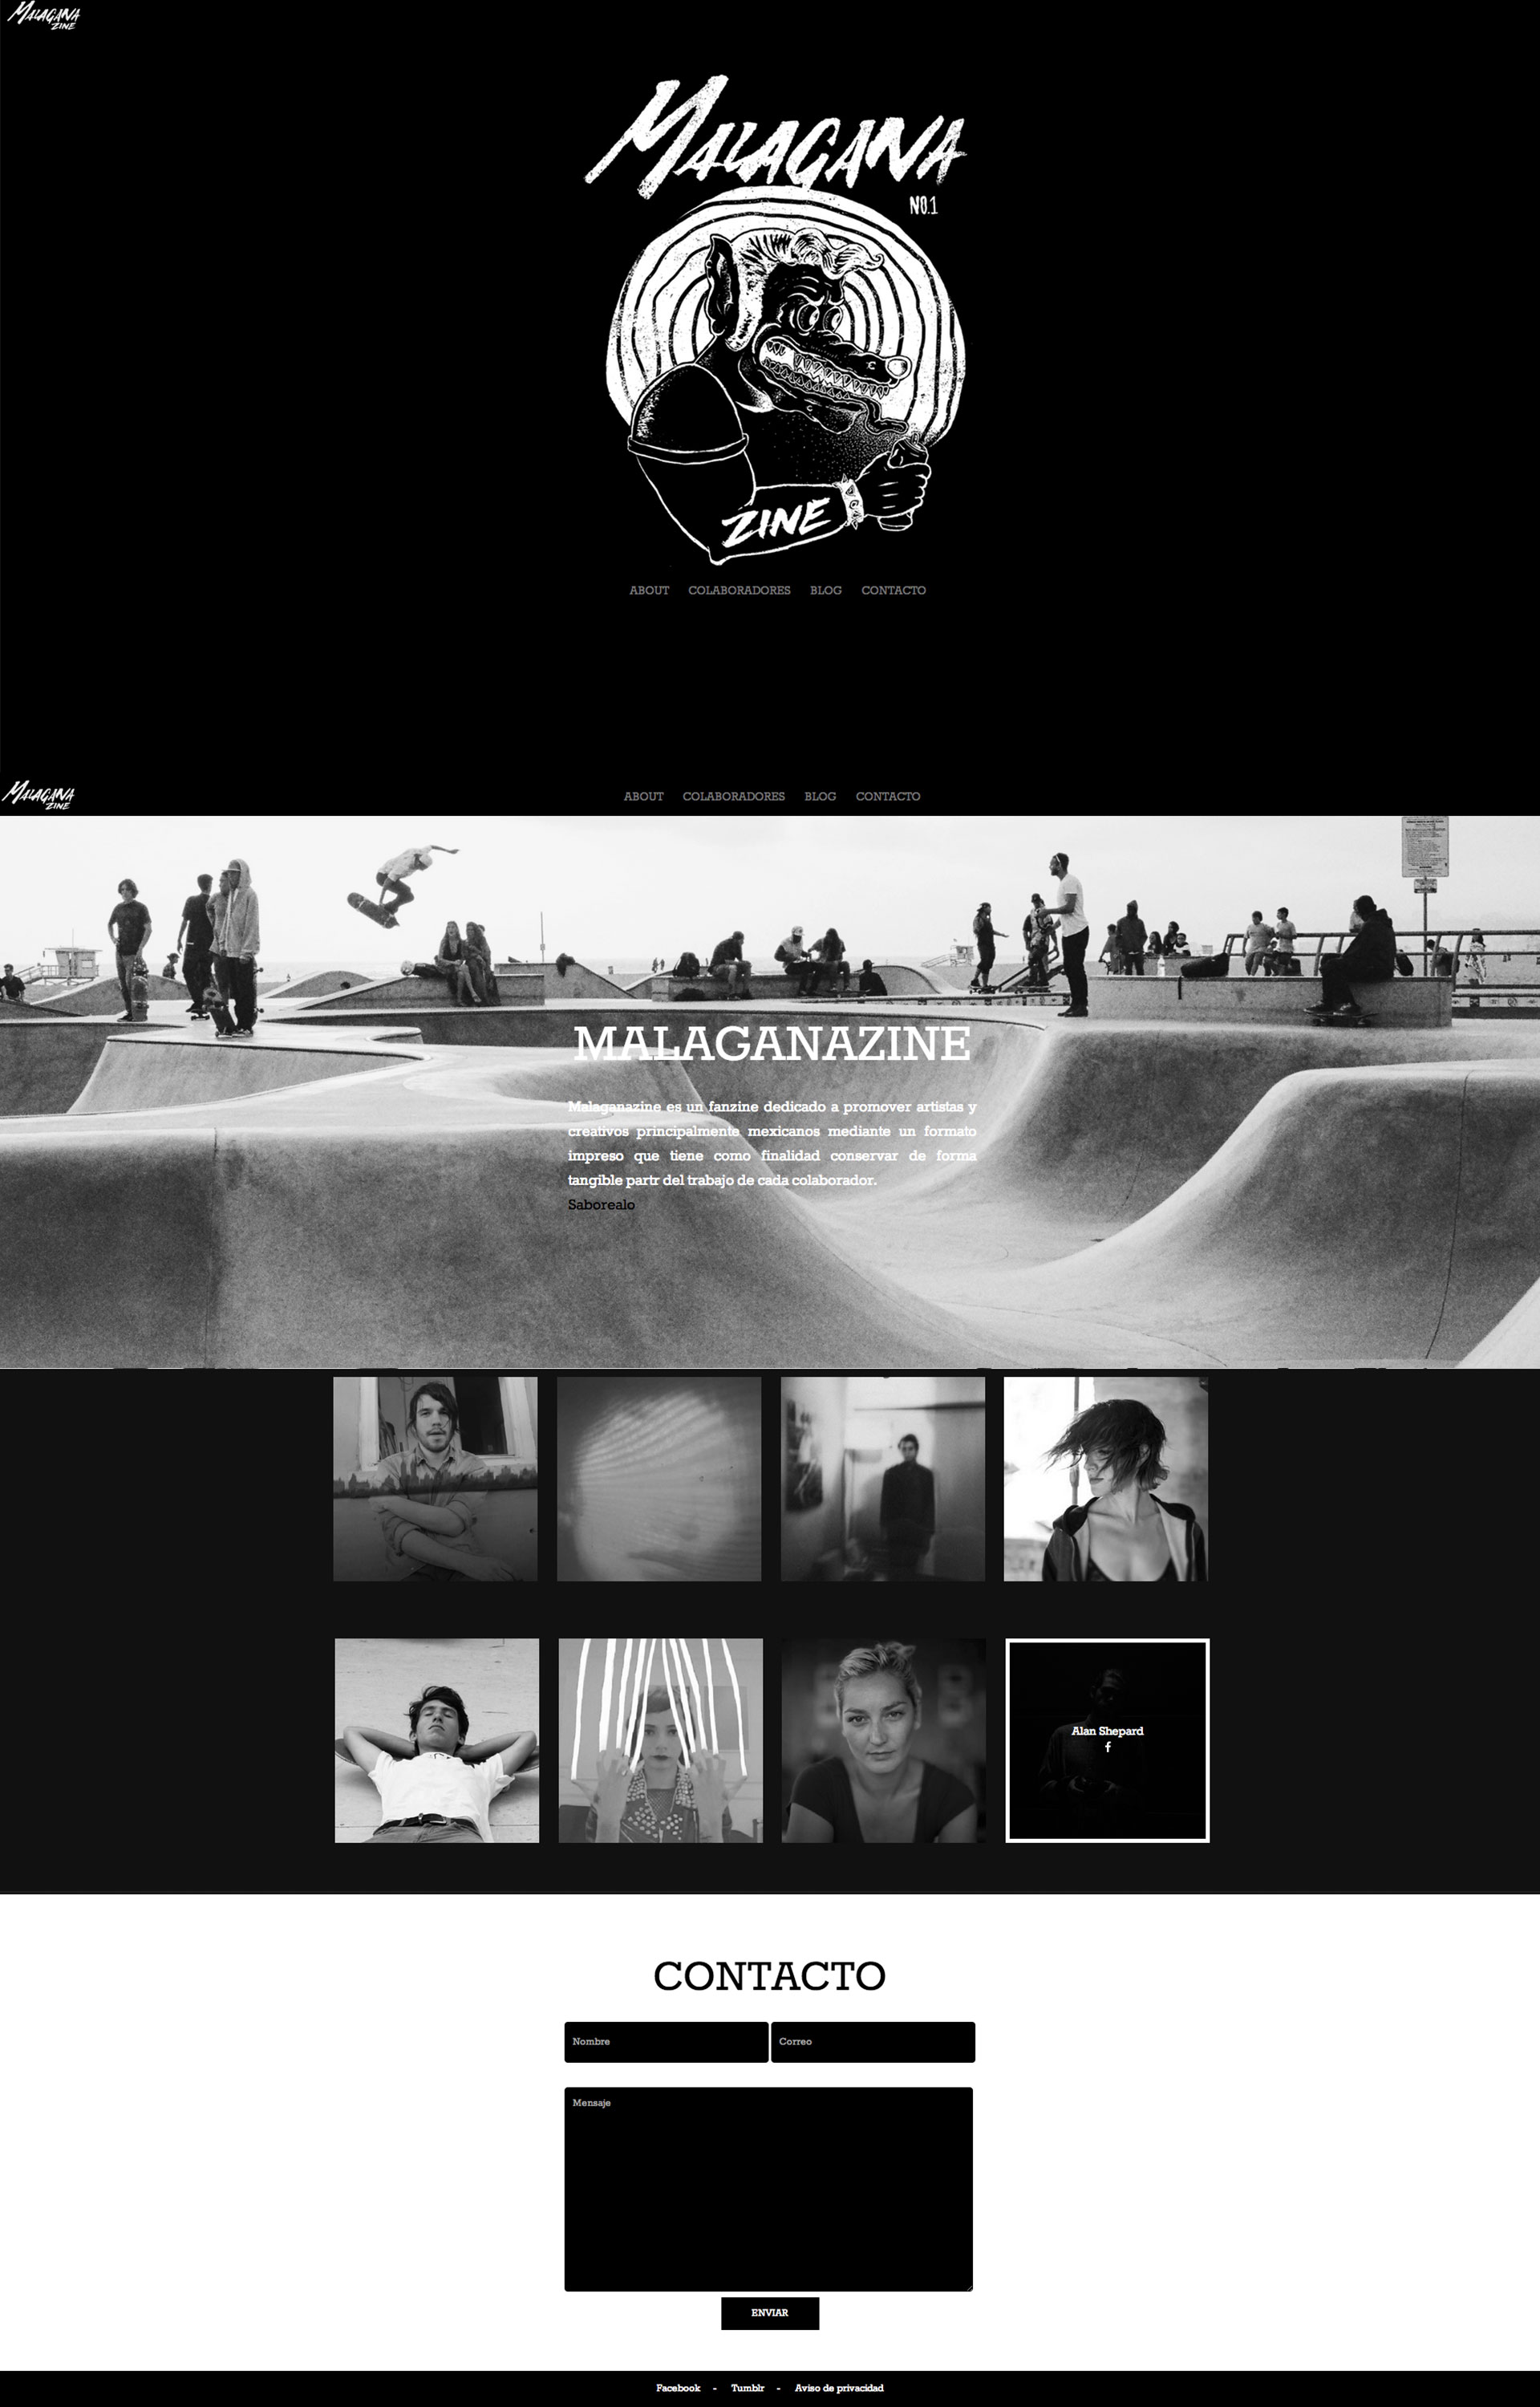 MALAGANA
ZINE
MALAGANA
NO.1
ZINE
ABOUT COLABORADORES BLOG CONTACTO
MALAGANA
ZINE
ABOUT COLABORADORES BLOG CONTACTO
MALAGANAZINE
Malaganazine es un fanzine dedicado a promover artistas y
creativos principalmente mexicanos mediante un formato
impreso que tiene como finalidad conservar de forma
tangible partr del trabajo de cada colaborador.
Saborealo
Alan Shepard
CONTACTO
Nombre
Correo
Mensaje
ENVIAR
Facebook - Tumblr - Aviso de privacidad